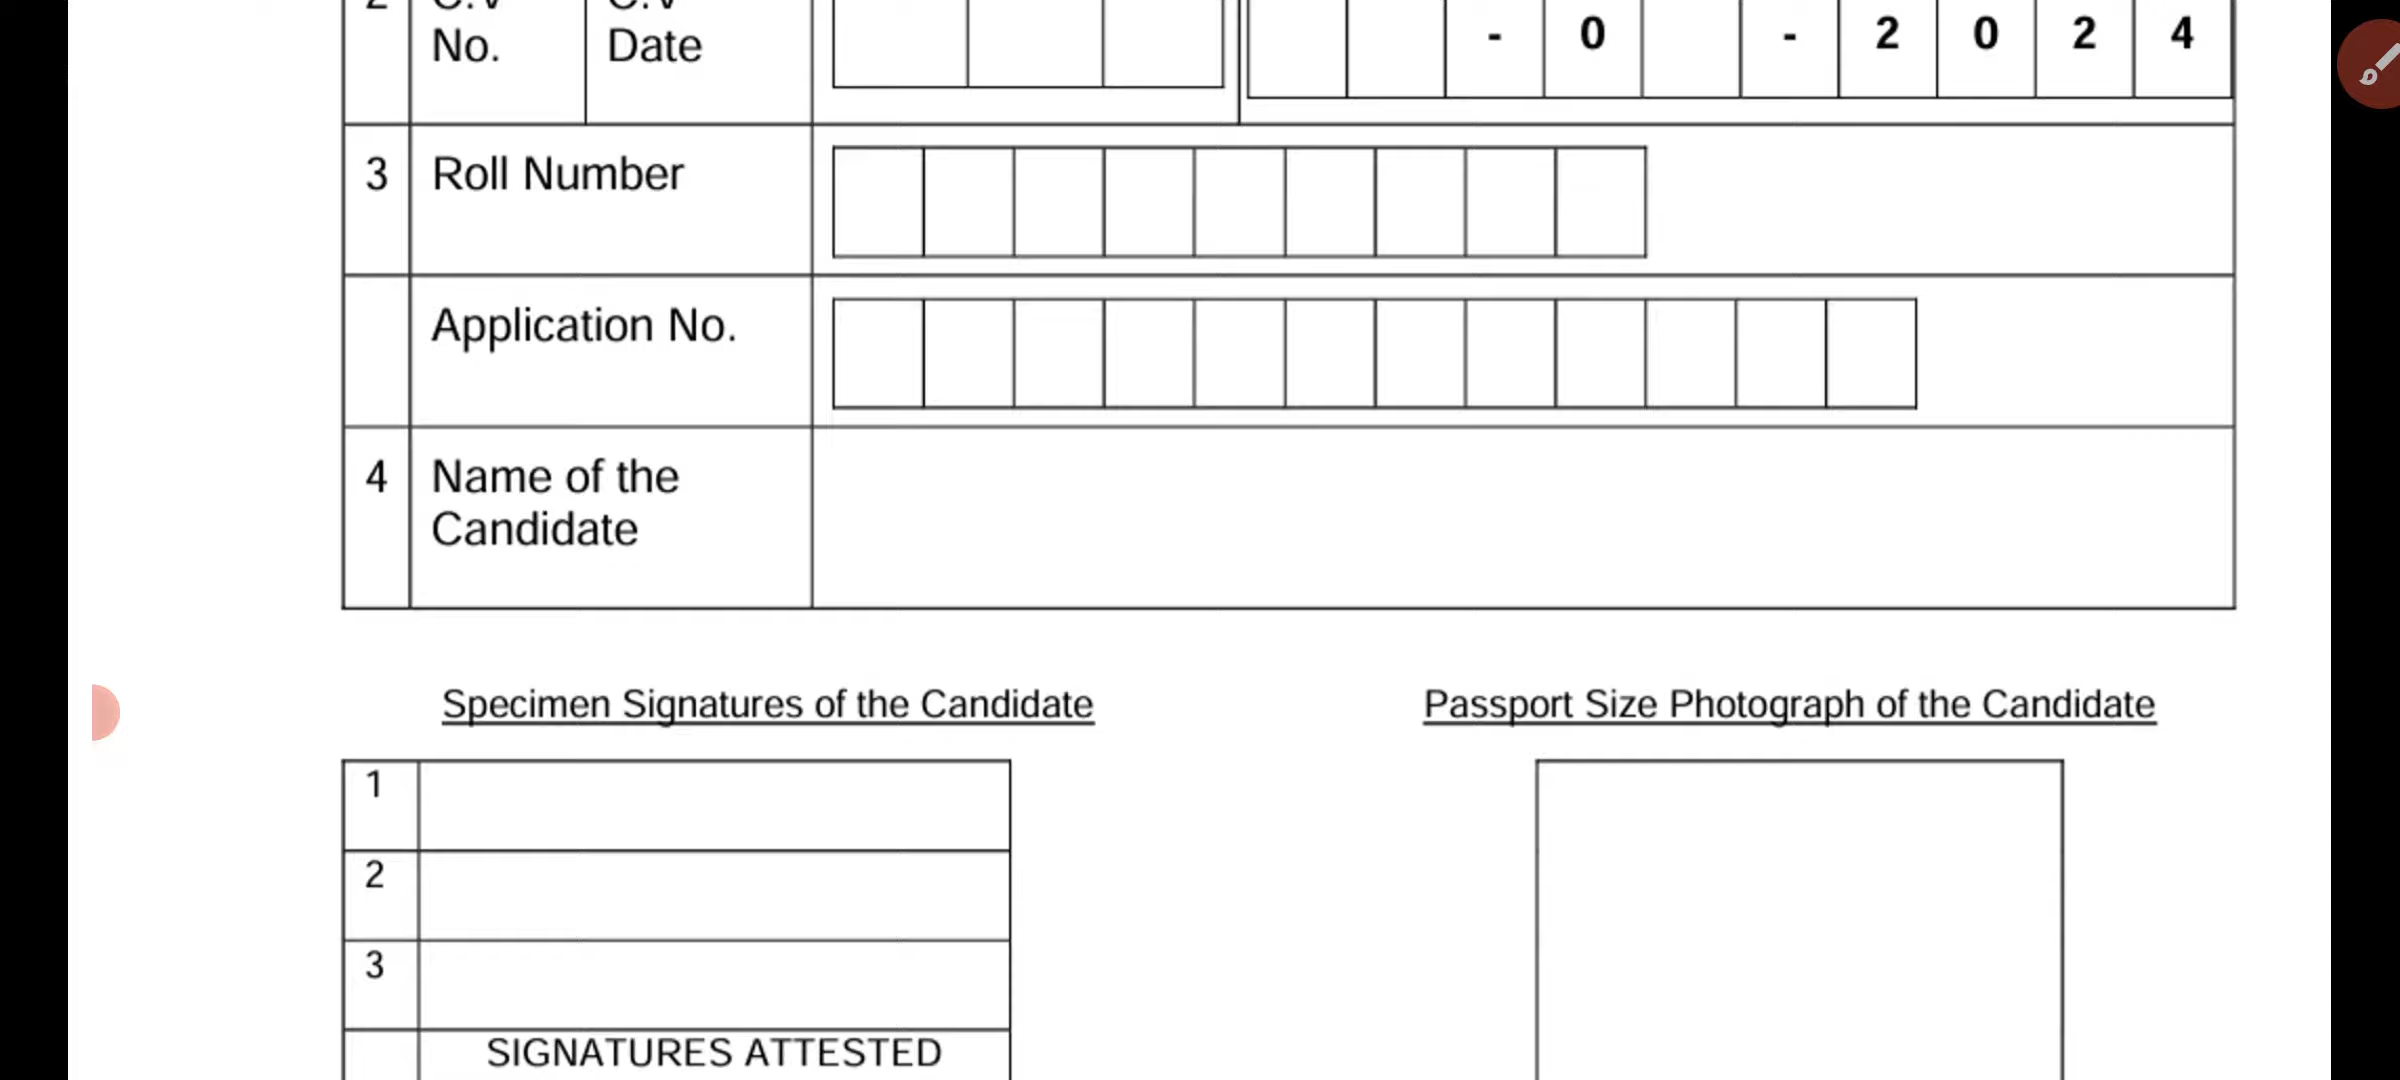 No. Date - 0 - 2 0 2 4
3 Roll Number
Application No.
4 Name of the
Candidate
Specimen Signatures of the Candidate
Passport Size Photograph of the Candidate
1
2
3
SIGNATURES ATTESTED